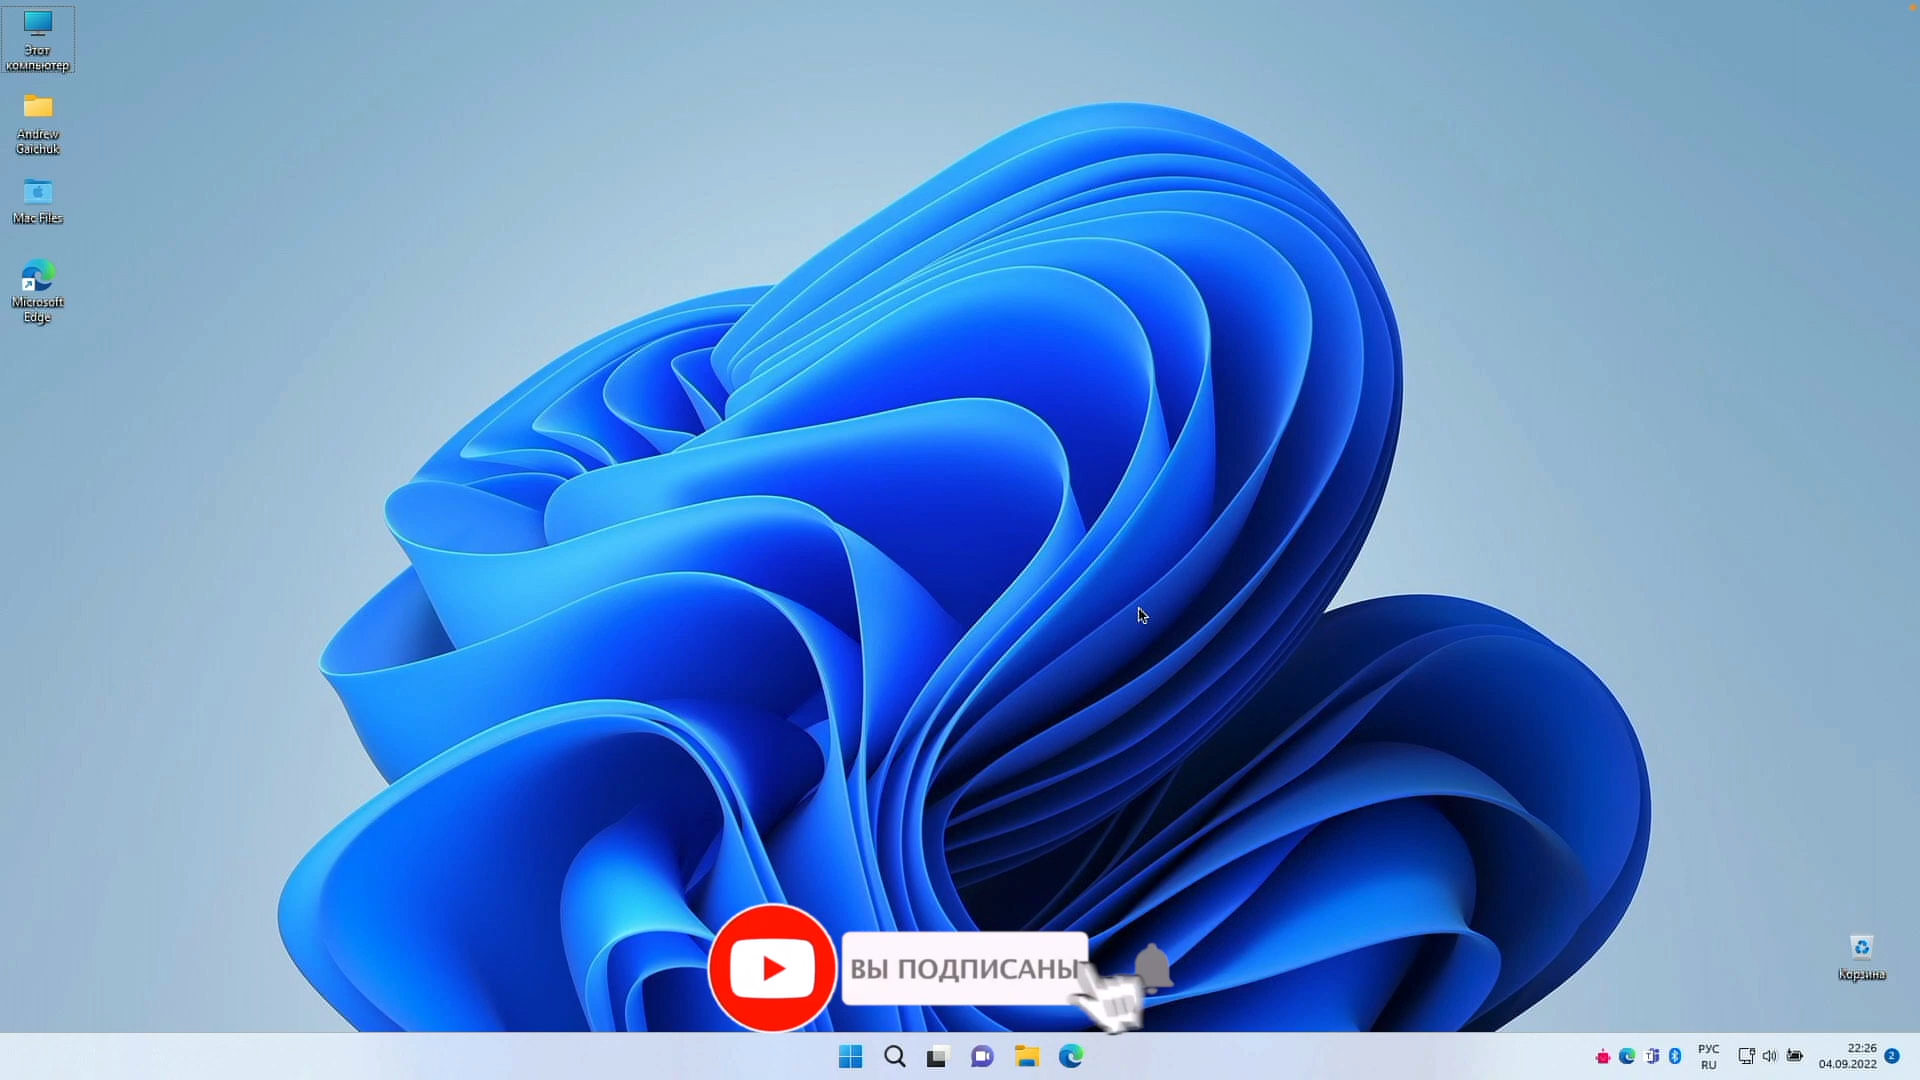 Этот
компьютер
Andrew
Gaichuk
Mac Files
Microsoft
Edge
ВЫ ПОДПИСАНЫ
Корзина
РУС
RU
22:26
04.09.2022
2